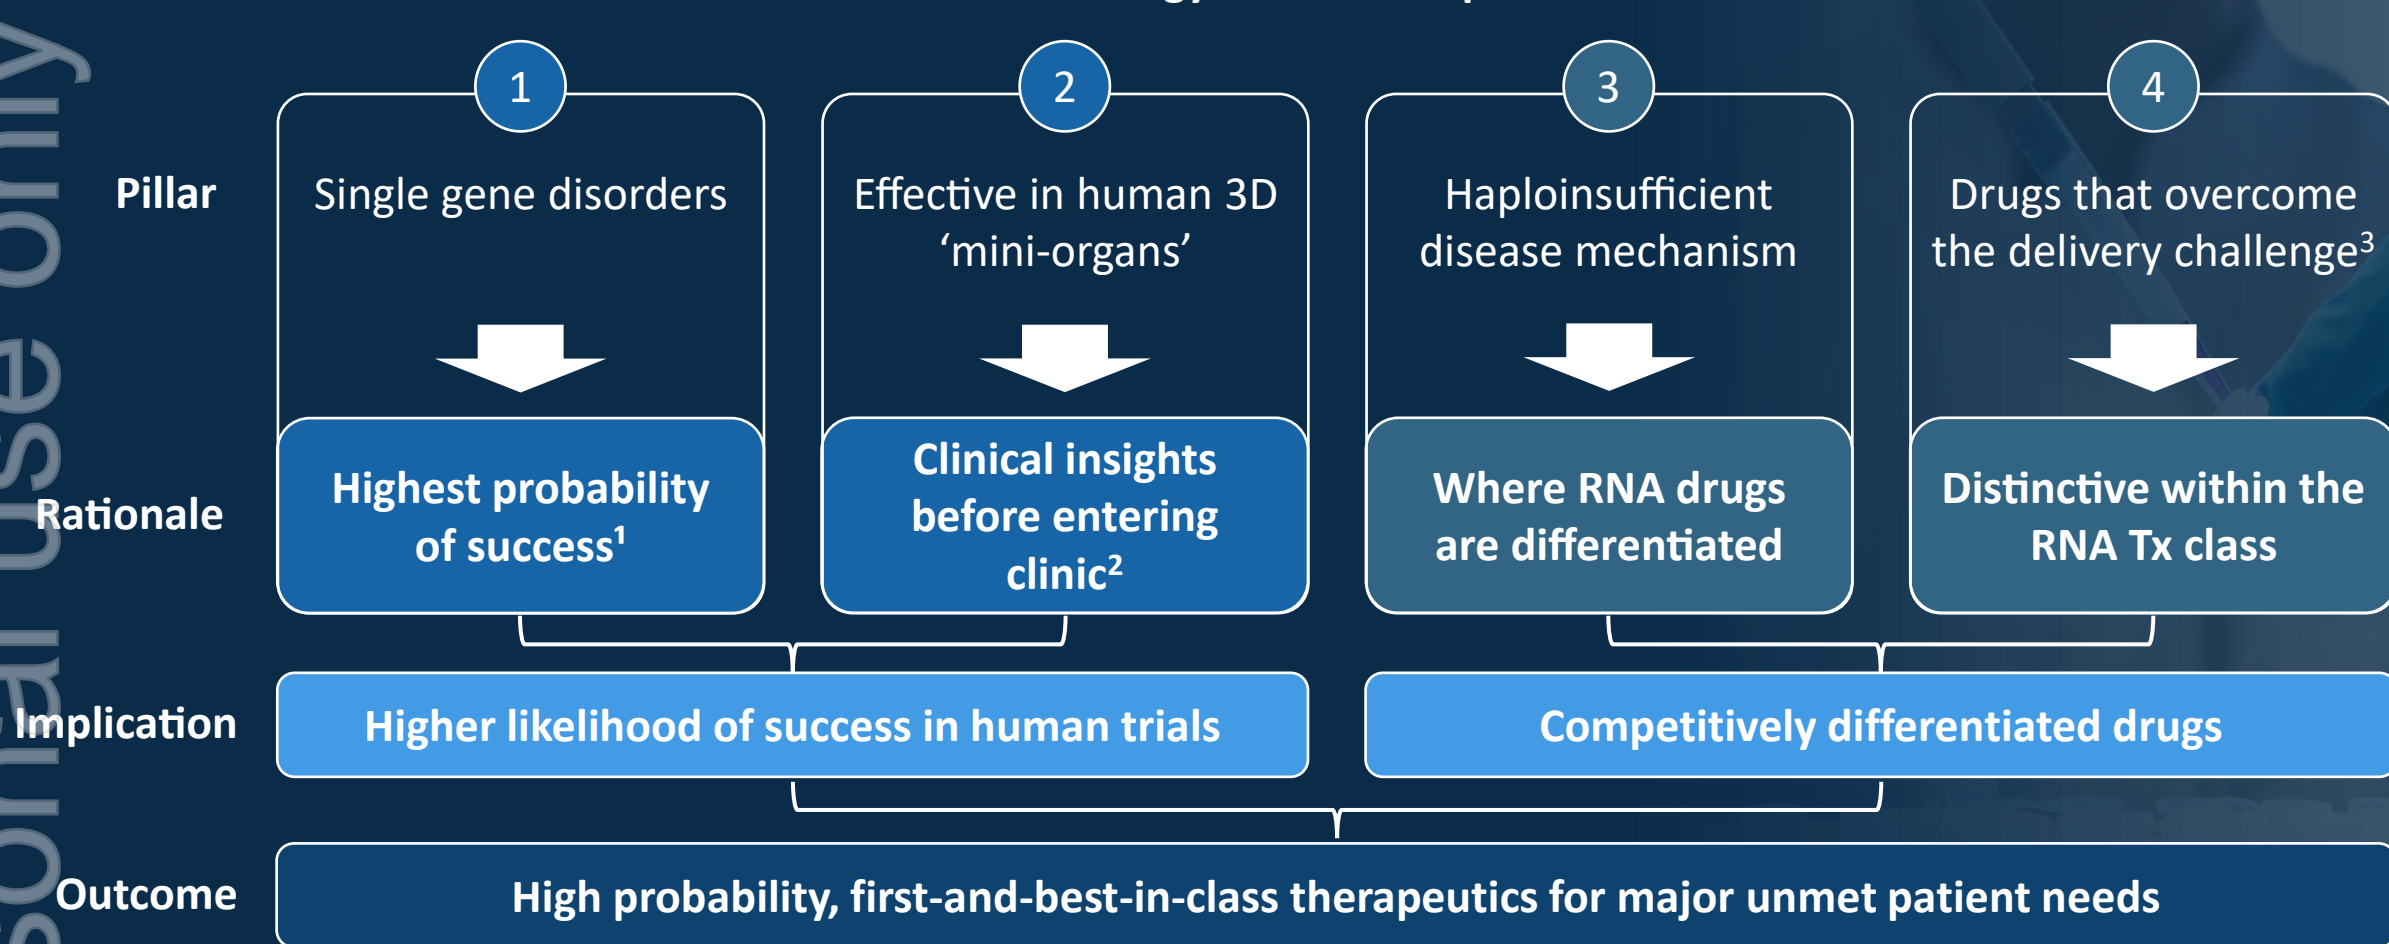 1
2
3
4
Pillar
Single gene disorders
Effective in human 3D
‘mini-organs’
Haploinsufficient
disease mechanism
Drugs that overcome
the delivery challenge³
Rationale
Highest probability
of success¹
Clinical insights
before entering
clinic²
Where RNA drugs
are differentiated
Distinctive within the
RNA Tx class
Implication
Higher likelihood of success in human trials
Competitively differentiated drugs
Outcome
High probability, first-and-best-in-class therapeutics for major unmet patient needs
use only